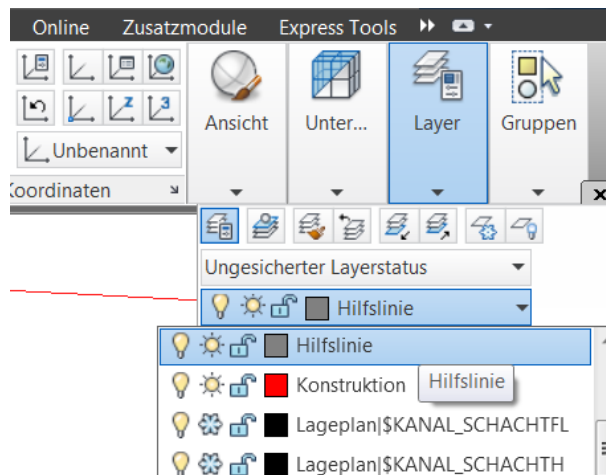 Online Zusatzmodule Express Tools
Ansicht Unter... Layer Gruppen
Unbenannt
Koordinaten
Ungesicherter Layerstatus
Hilfslinie
Hilfslinie
Konstruktion Hilfslinie
Lageplan|$KANAL_SCHACHTFL
Lageplan|$KANAL_SCHACHTH